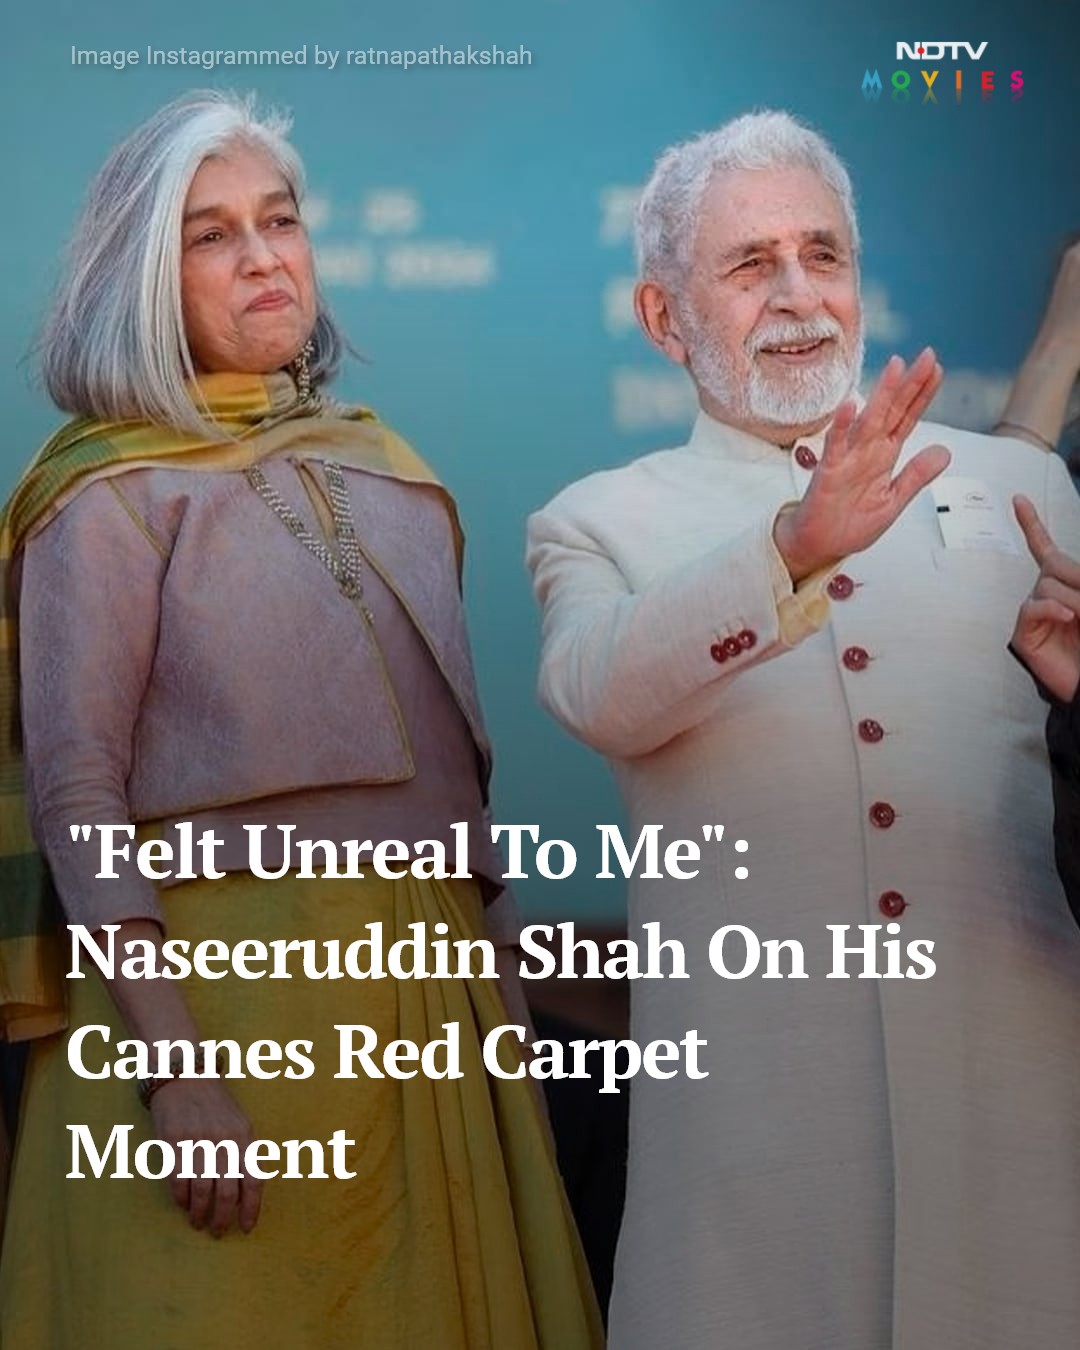 Image Instagrammed by ratnapathakshah
NDTV
MOVIES
"Felt Unreal To Me":
Naseeruddin Shah On His
Cannes Red Carpet
Moment